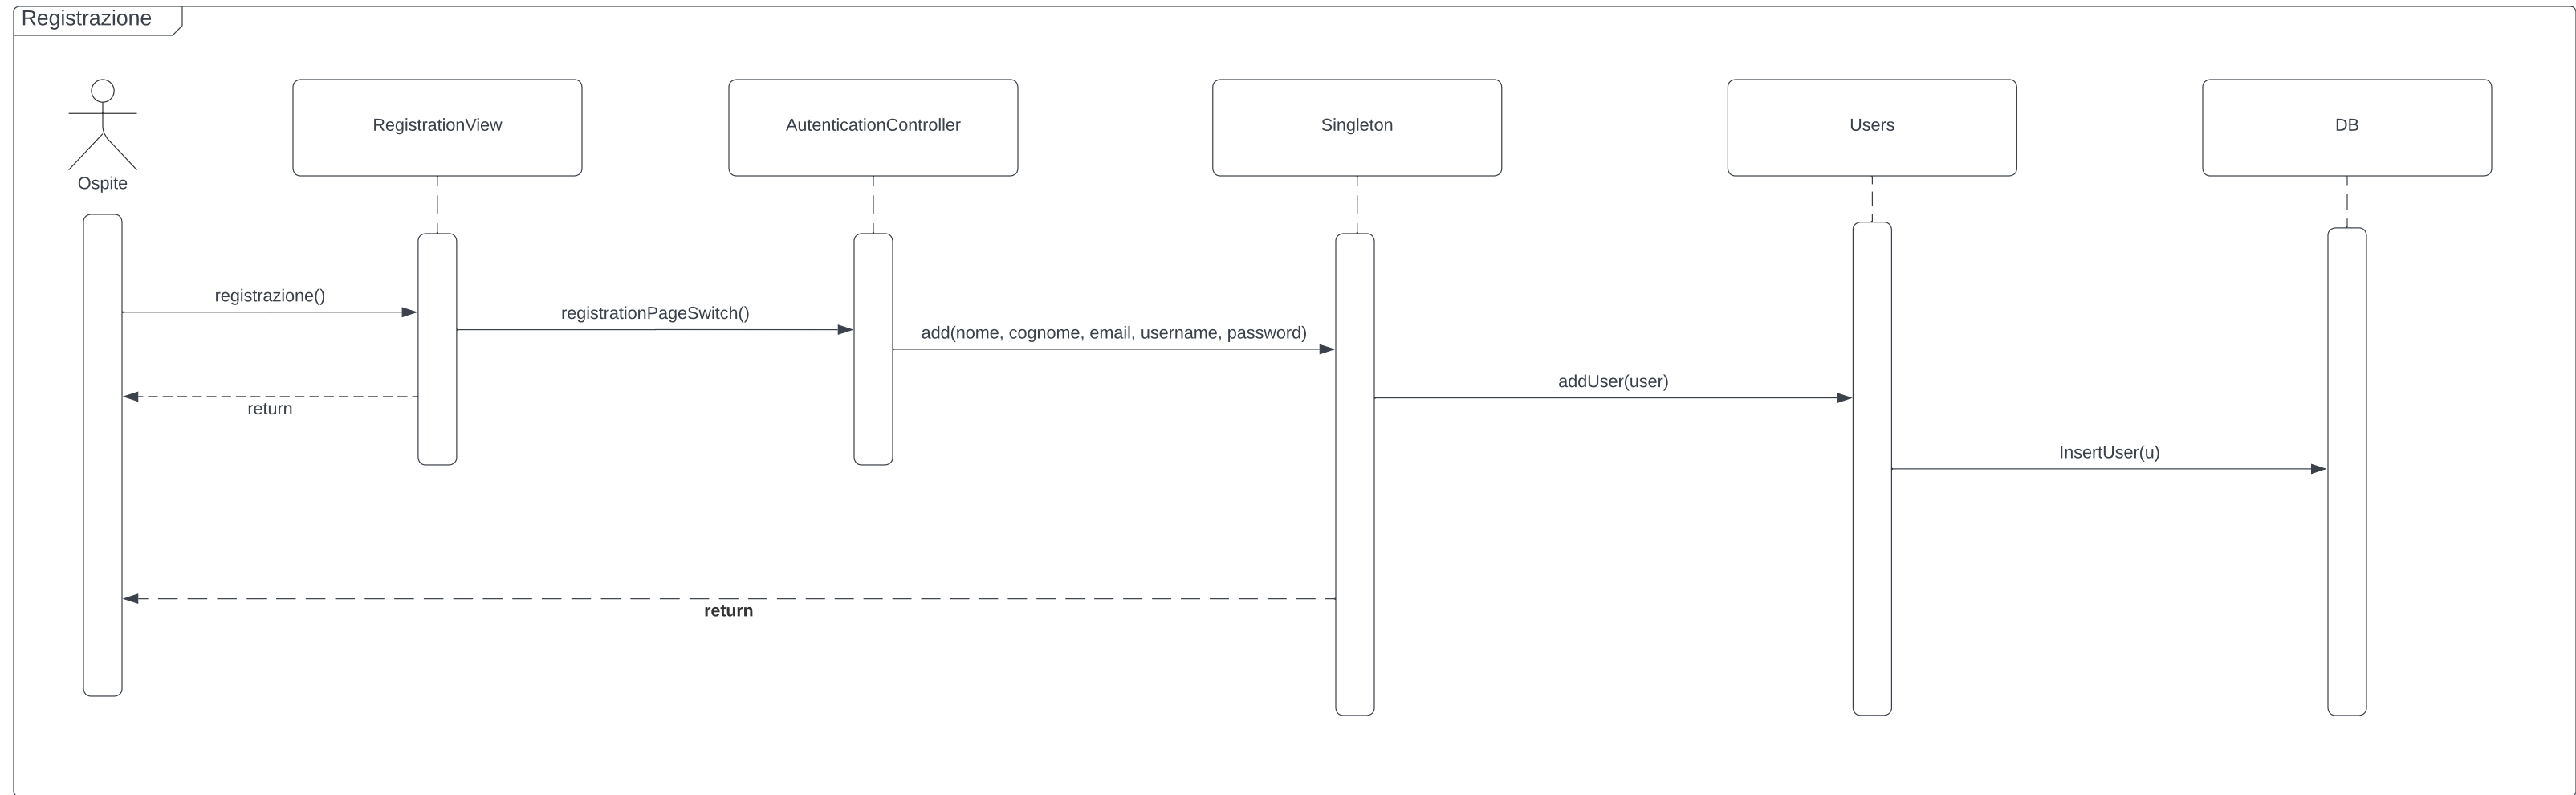 Registrazione
Ospite
RegistrationView
AutenticationController
Singleton
Users
DB
registrazione()
registrationPageSwitch()
add(nome, cognome, email, username, password)
addUser(user)
return
InsertUser(u)
return